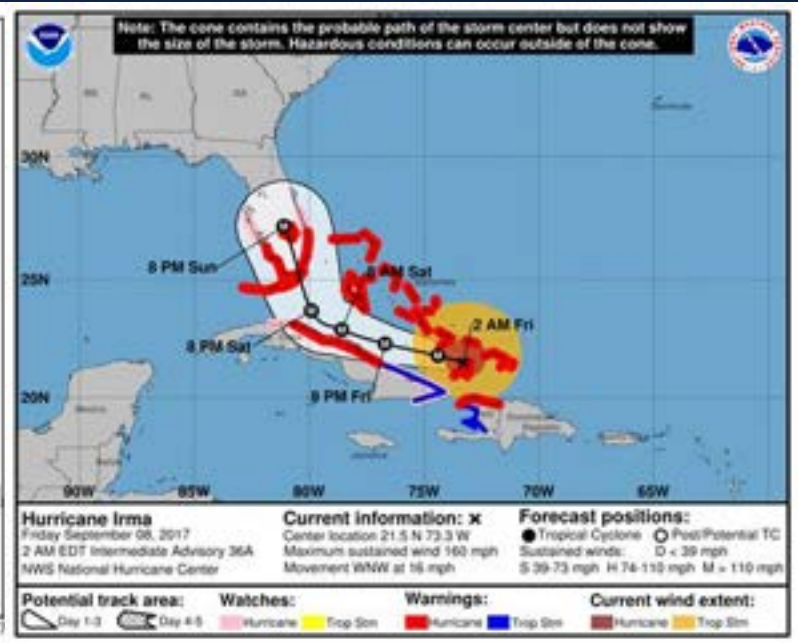 Note: The cone contains the probable path of the storm center but does not show
the size of the storm. Hazardous conditions can occur outside of the cone.
Bermuda
AL
GA
30N
8 PM Sun
8 AM Sat
25N
Bahamas
2 AM Fri
8 PM Sat
8 PM Fri
20N
Mexico
Jamaica
90W 85W 80W 75W 70W 65W
Hurricane Irma
Friday September 08, 2017
2 AM EDT Intermediate Advisory 36A
NWS National Hurricane Center
Current information: x
Center location 21.5 N 73.3 W
Maximum sustained wind 160 mph
Movement WNW at 16 mph
Forecast positions:
Tropical Cyclone Post/Potential TC
Sustained winds: D < 39 mph
S 39-73 mph H 74-110 mph M > 110 mph
Potential track area:
Day 1-3 Day 4-5
Watches:
Hurricane Trop Stm
Warnings:
Hurricane Trop Stm
Current wind extent:
Hurricane Trop Stm